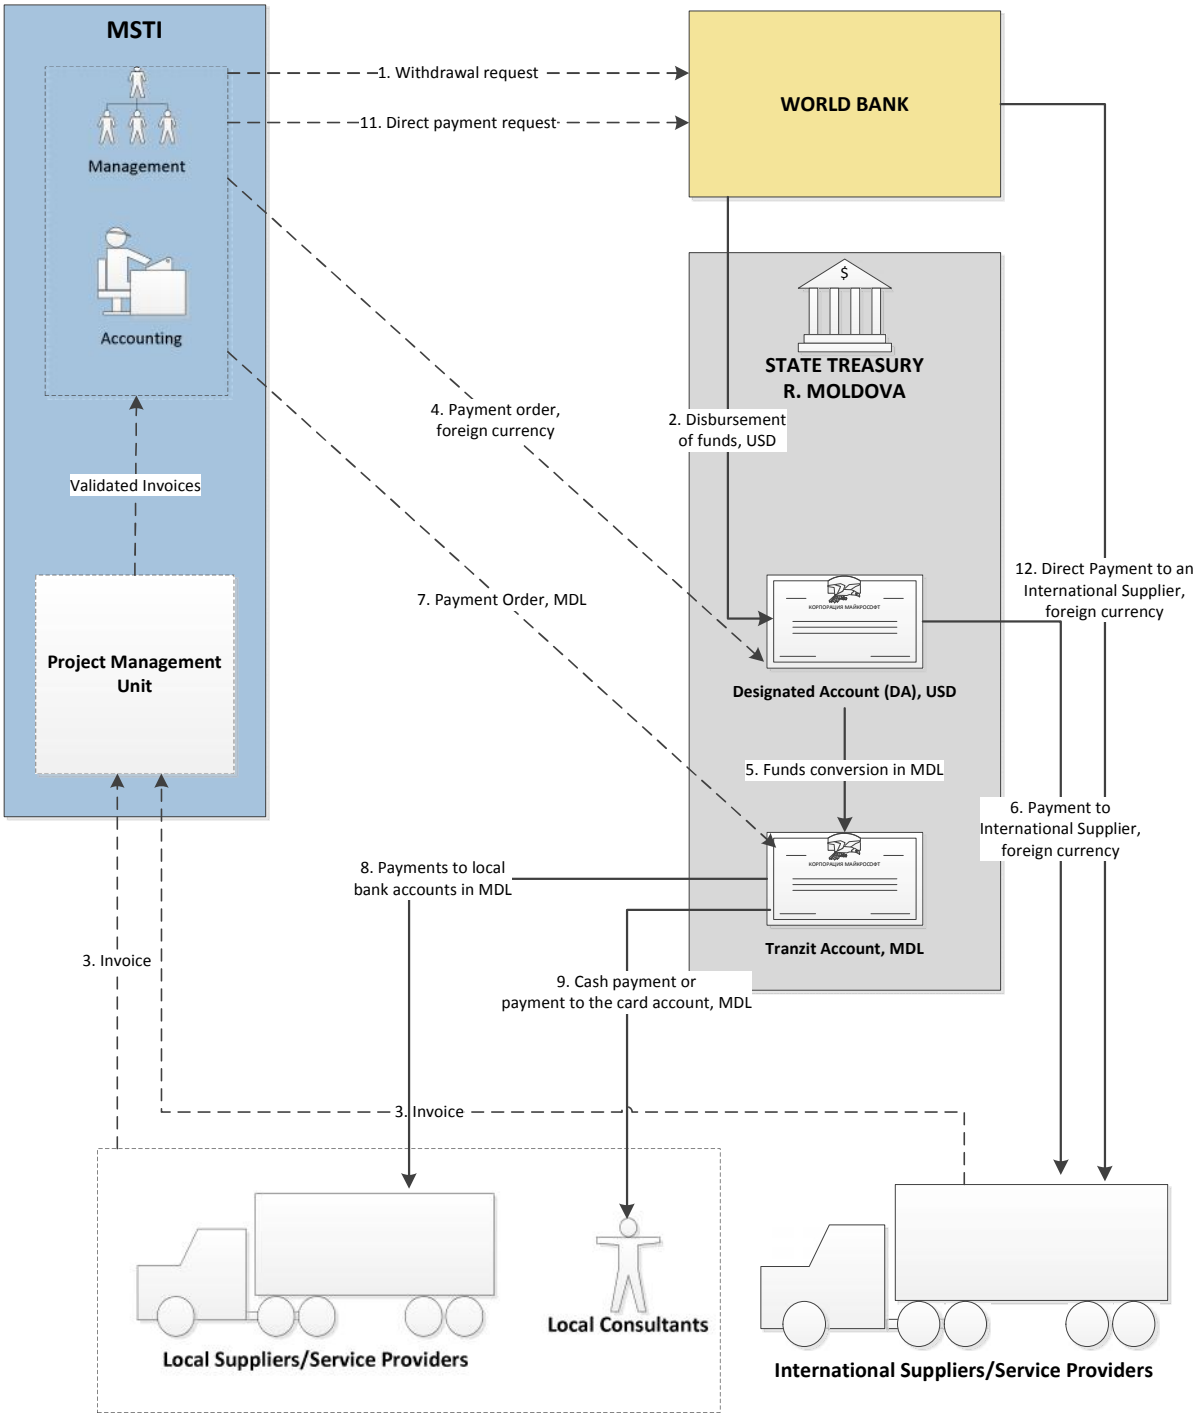 MSTI
Management
Accounting
Validated Invoices
Project Management
Unit
1. Withdrawal request
11. Direct payment request
WORLD BANK
$
STATE TREASURY
R. MOLDOVA
4. Payment order,
foreign currency
2. Disbursement
of funds, USD
7. Payment Order, MDL
12. Direct Payment to an
International Supplier,
foreign currency
КОРПОРАЦИЯ МАЙКРОСОФТ
Designated Account (DA), USD
5. Funds conversion in MDL
6. Payment to
International Supplier,
foreign currency
КОРПОРАЦИЯ МАЙКРОСОФТ
Tranzit Account, MDL
8. Payments to local
bank accounts in MDL
9. Cash payment or
payment to the card account, MDL
3. Invoice
3. Invoice
Local Consultants
Local Suppliers/Service Providers
International Suppliers/Service Providers